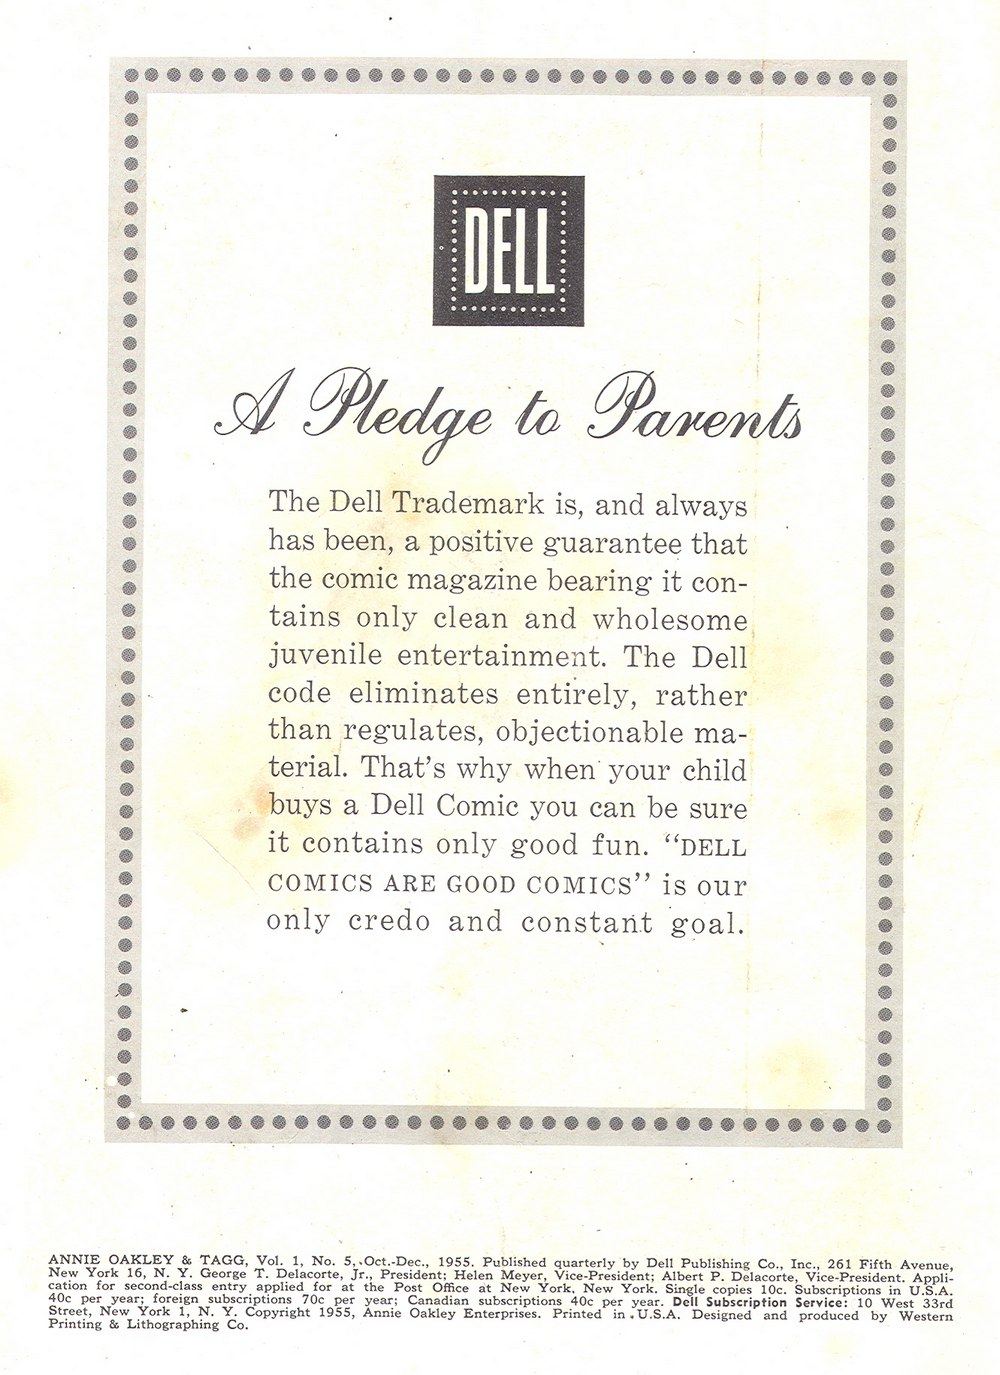 DELL
A Pledge to Parents
The Dell Trademark is, and always
has been, a positive guarantee that
the comic magazine bearing it con-
tains only clean and wholesome
juvenile entertainment. The Dell
code eliminates entirely, rather
than regulates, objectionable ma-
terial. That's why when your child
buys a Dell Comic you can be sure
it contains only good fun. “DELL
COMICS ARE GOOD COMICS” is our
only credo and constant goal.
ANNIE OAKLEY & TAGG, Vol. 1, No. 5, Oct.-Dec., 1955. Published quarterly by Dell Publishing Co., Inc., 261 Fifth Avenue,
New York 16, N. Y. George T. Delacorte, Jr., President; Helen Meyer, Vice-President; Albert P. Delacorte, Vice-President. Appli-
cation for second-class entry applied for at the Post Office at New York, New York. Single copies 10c. Subscriptions in U.S.A.
40c per year; foreign subscriptions 70c per year; Canadian subscriptions 40c per year. Dell Subscription Service: 10 West 33rd
Street, New York 1, N. Y. Copyright 1955, Annie Oakley Enterprises. Printed in U.S.A. Designed and produced by Western
Printing & Lithographing Co.